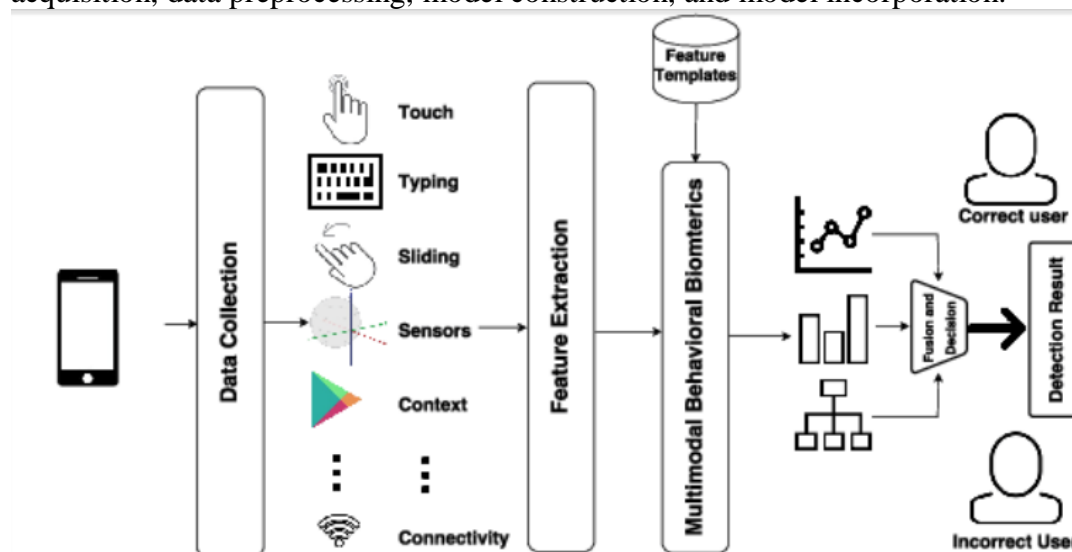 acquisition, data preprocessing, model construction, and model incorporation.
Feature
Templates
Touch
Typing
Sliding
Sensors
Context
Connectivity
Data Collection
Feature Extraction
Multimodal Behavioral Biomterics
Fusion and
Decision
Correct user
Detection Result
Incorrect User